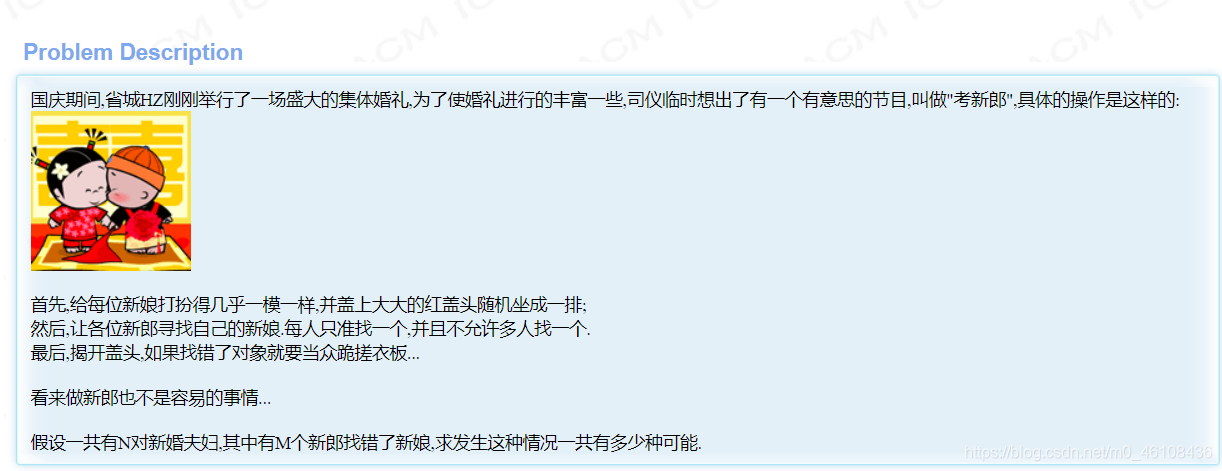 Problem Description
国庆期间,省城HZ刚刚举行了一场盛大的集体婚礼,为了使婚礼进行的丰富一些,司仪临时想出了有一个有意思的节目,叫做"考新郎",具体的操作是这样的:
首先,给每位新娘打扮得几乎一模一样,并盖上大大的红盖头随机坐成一排;
然后,让各位新郎寻找自己的新娘.每人只准找一个,并且不允许多人找一个.
最后,揭开盖头,如果找错了对象就要当众跪搓衣板...
看来做新郎也不是容易的事情...
假设一共有N对新婚夫妇,其中有M个新郎找错了新娘,求发生这种情况一共有多少种可能.
https://blog.csdn.net/m0_46108436